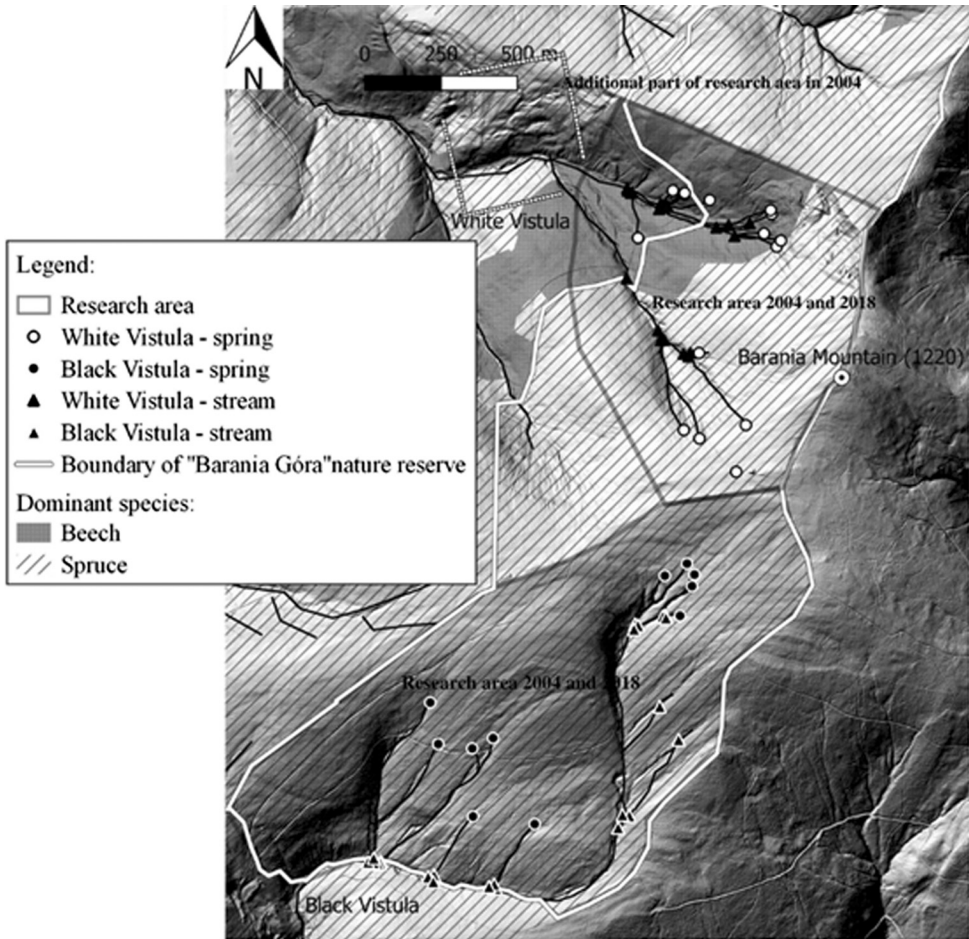 N
0 250 500 m
Additional part of research aea in 2004
White Vistula
Legend:
Research area
White Vistula - spring
Black Vistula - spring
White Vistula - stream
Black Vistula - stream
Boundary of "Barania Góra"nature reserve
Dominant species:
Beech
Spruce
Research area 2004 and 2018
Barania Mountain (1220)
Research area 2004 and 2018
Black Vistula